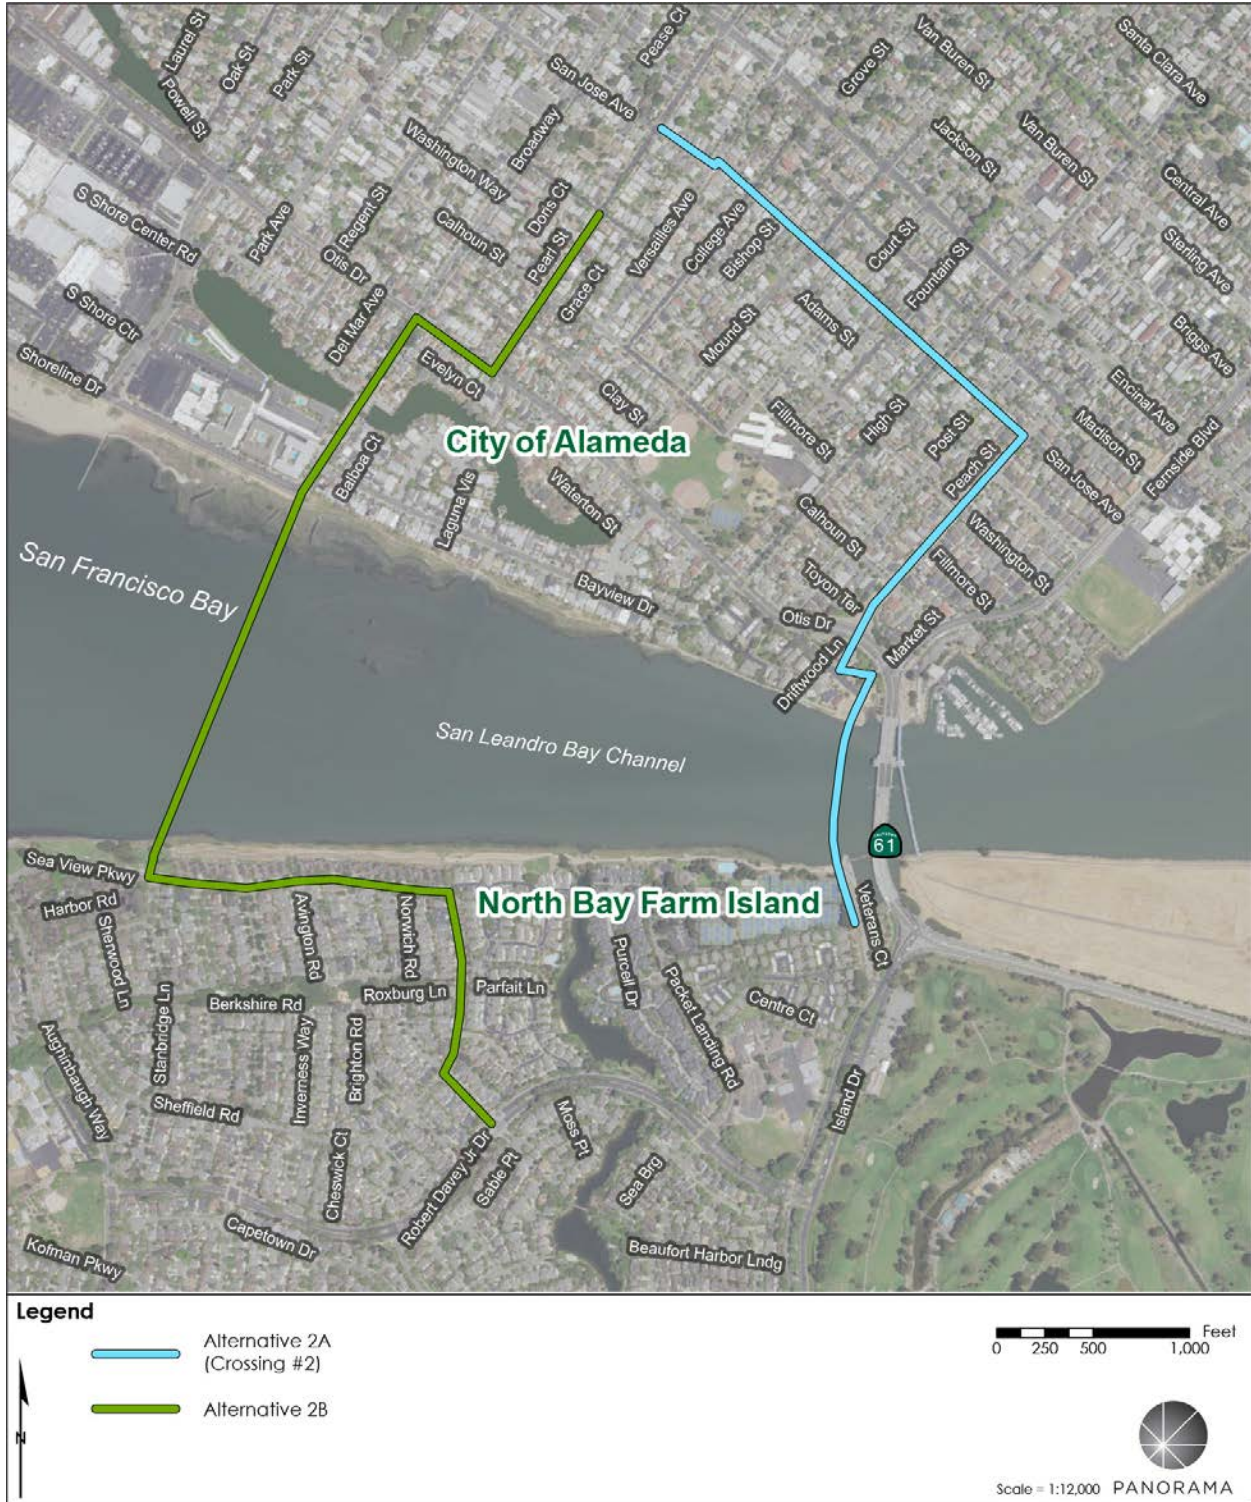 Laurel St
Powell St
Oak St
Park St
San Jose Ave
Pease Ct
Grove St
Van Buren St
Santa Clara Ave
Broadway
Washington Way
Jackson St
Van Buren St
Central Ave
Sterling Ave
S Shore Center Rd
Park Ave
Regent St
Otis Dr
Calhoun St
Doris Ct
Pearl St
Versailles Ave
College Ave
Bishop St
Court St
Fountain St
S Shore Ctr
Shoreline Dr
Del Mar Ave
Evelyn Ct
Grace Ct
Mound St
Adams St
Briggs Ave
Clay St
Fillmore St
High St
Post St
Peach St
Encinal Ave
Madison St
Fernside Blvd
San Jose Ave
City of Alameda
Balboa Ct
Laguna Vis
Waterton St
Calhoun St
Washington St
Fillmore St
San Francisco Bay
Bayview Dr
Toyon Ter
Otis Dr
Market St
Driftwood Ln
San Leandro Bay Channel
61
Sea View Pkwy
Harbor Rd
North Bay Farm Island
Sherwood Ln
Avington Rd
Norwich Rd
Veterans Ct
Purcell Dr
Packet Landing Rd
Parfait Ln
Roxburg Ln
Berkshire Rd
Centre Ct
Stanbridge Ln
Inverness Way
Brighton Rd
Aughinbaugh Way
Sheffield Rd
Island Dr
Moss Pt
Sable Pt
Sea Brg
Cheswick Ct
Robert Davey Jr Dr
Capetown Dr
Kofman Pkwy
Beaufort Harbor Lndg
Legend
Alternative 2A
(Crossing #2)
Alternative 2B
N
Feet
0 250 500 1,000
Scale = 1:12,000
PANORAMA